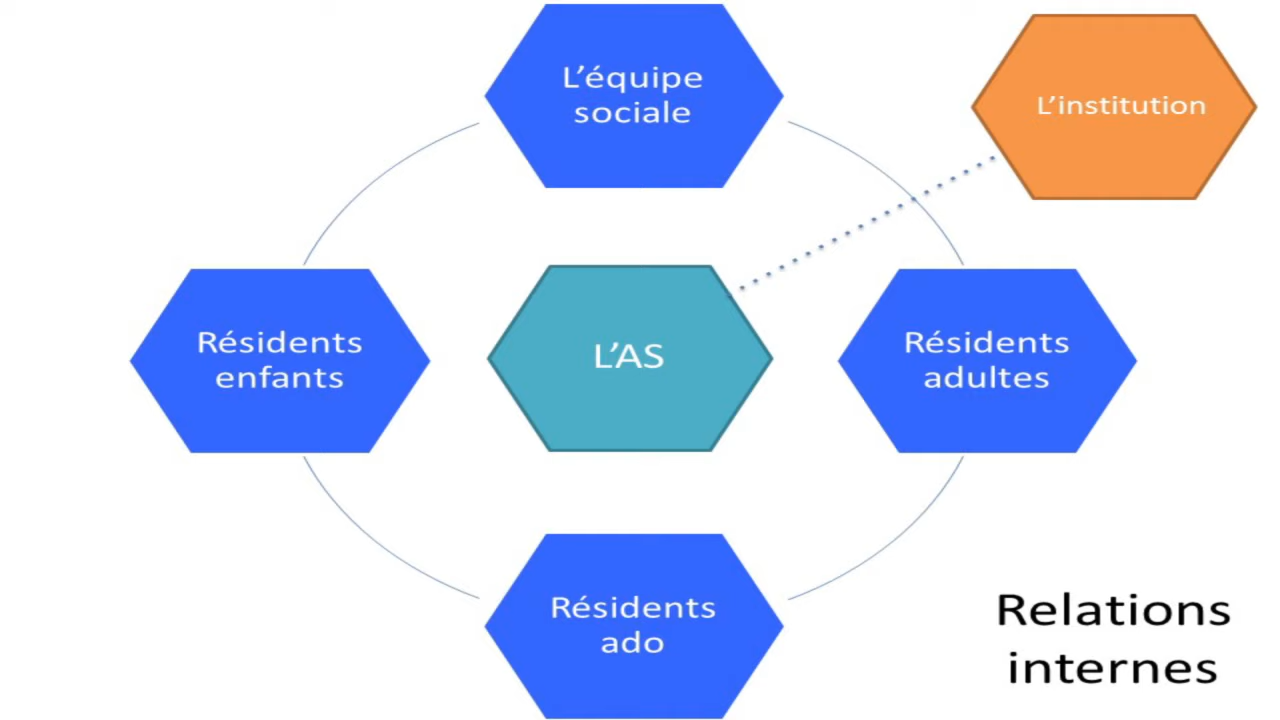 L’équipe
sociale
L’institution
Résidents
enfants
L’AS
Résidents
adultes
Résidents
ado
Relations
internes